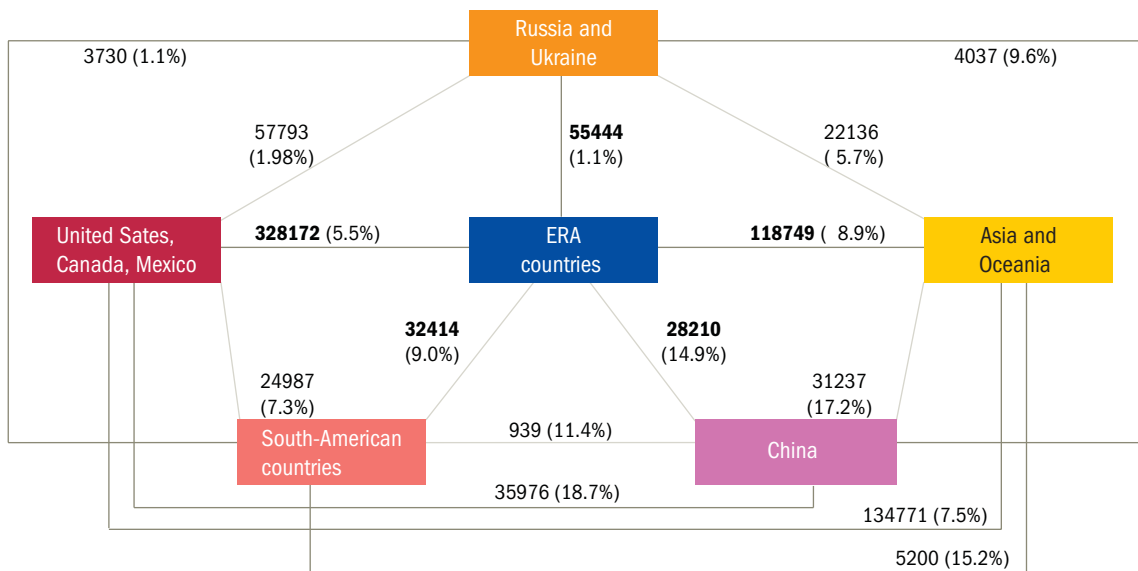 Russia and
Ukraine
3730 (1.1%)
4037 (9.6%)
57793
(1.98%)
55444
(1.1%)
22136
( 5.7%)
United Sates,
Canada, Mexico
328172 (5.5%)
ERA
countries
118749 ( 8.9%)
Asia and
Oceania
32414
(9.0%)
28210
(14.9%)
24987
(7.3%)
31237
(17.2%)
South-American
countries
939 (11.4%)
China
35976 (18.7%)
134771 (7.5%)
5200 (15.2%)